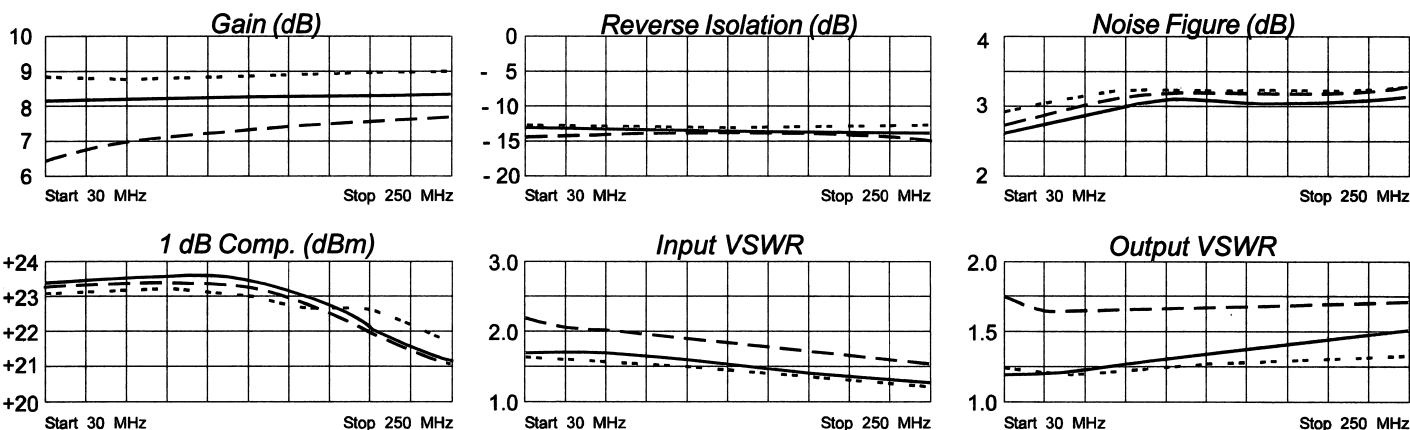 Gain (dB)
10
9
8
7
6
Start 30 MHz Stop 250 MHz
Reverse Isolation (dB)
0
- 5
- 10
- 15
- 20
Start 30 MHz Stop 250 MHz
Noise Figure (dB)
4
3
2
Start 30 MHz Stop 250 MHz
1 dB Comp. (dBm)
+24
+23
+22
+21
+20
Start 30 MHz Stop 250 MHz
Input VSWR
3.0
2.0
1.0
Start 30 MHz Stop 250 MHz
Output VSWR
2.0
1.5
1.0
Start 30 MHz Stop 250 MHz